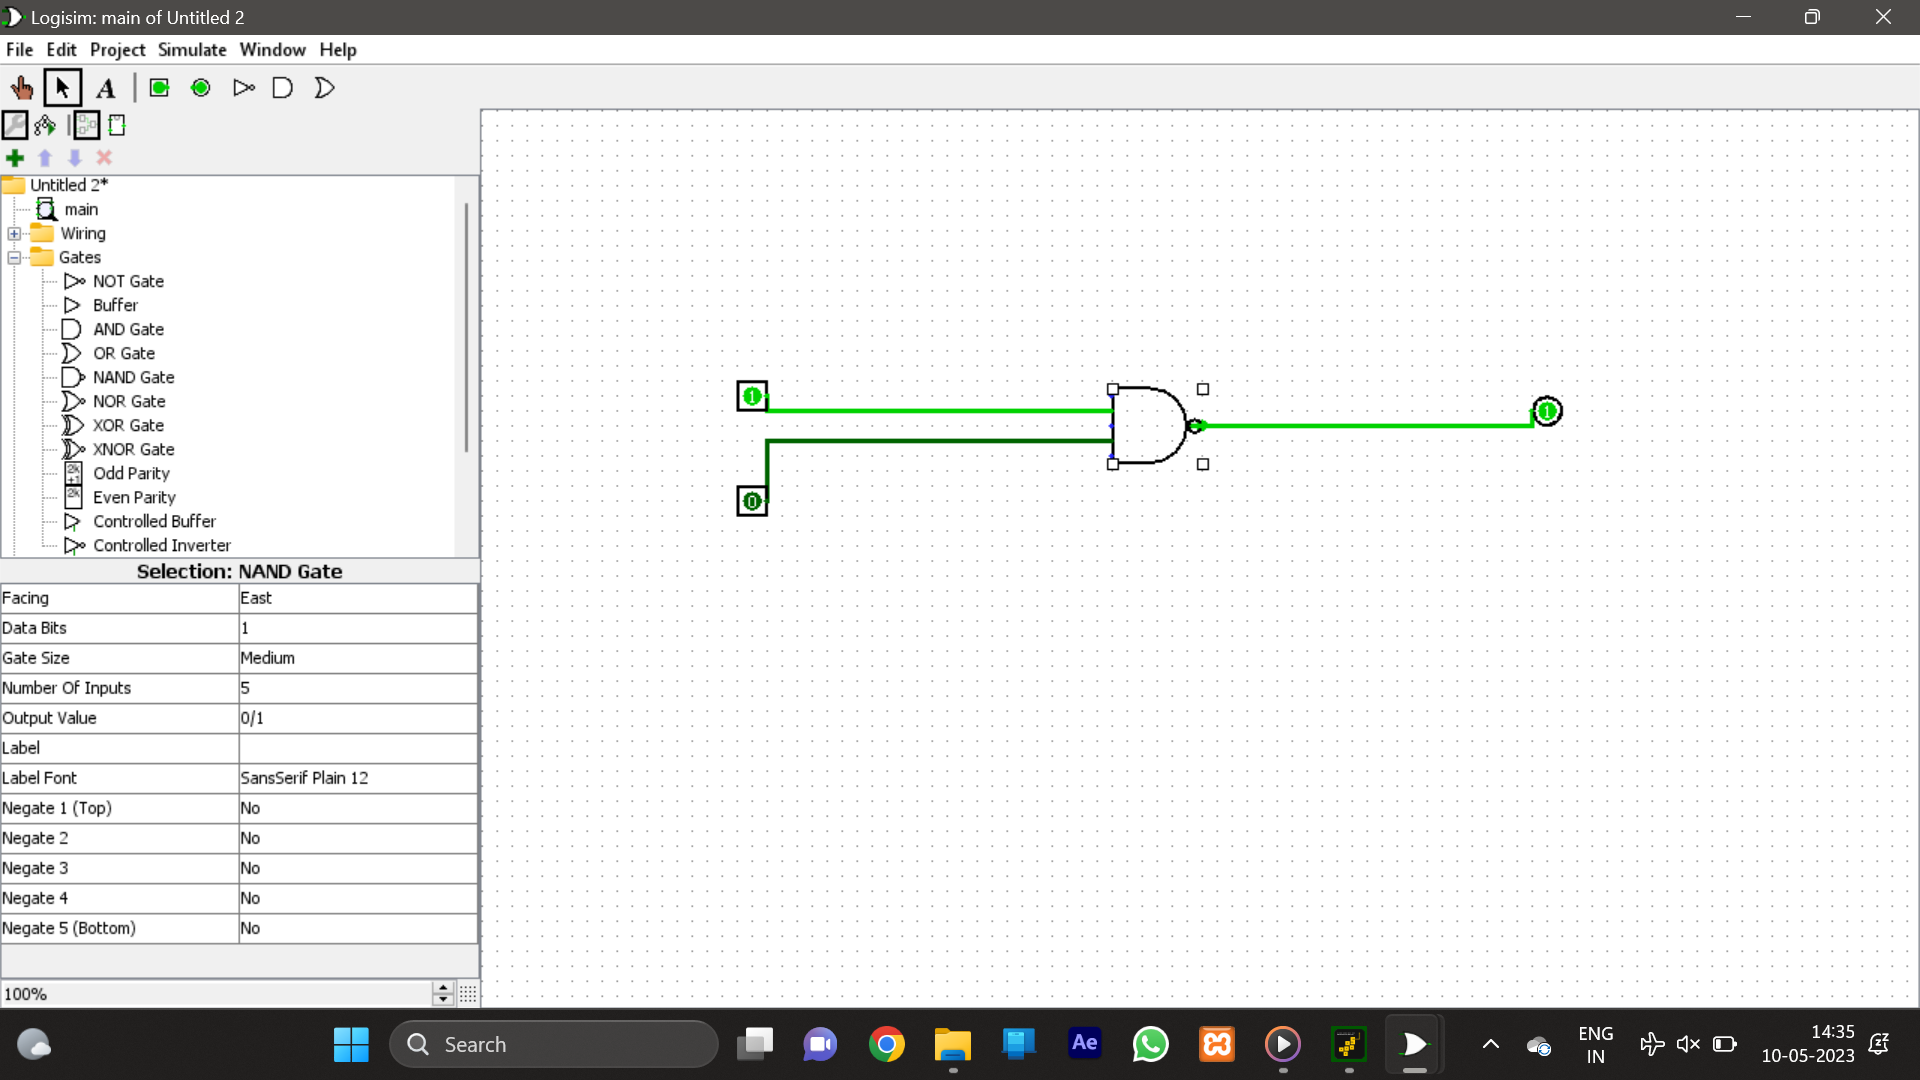 Logisim: main of Untitled 2
File Edit Project Simulate Window Help
A
Untitled 2*
main
Wiring
Gates
NOT Gate
Buffer
AND Gate
OR Gate
NAND Gate
NOR Gate
XOR Gate
XNOR Gate
2k+1 Odd Parity
2k Even Parity
Controlled Buffer
Controlled Inverter
Selection: NAND Gate
Facing East
Data Bits 1
Gate Size Medium
Number Of Inputs 5
Output Value 0/1
Label
Label Font SansSerif Plain 12
Negate 1 (Top) No
Negate 2 No
Negate 3 No
Negate 4 No
Negate 5 (Bottom) No
100%
1
0
1
Search
Ae
ENG
IN
14:35
10-05-2023